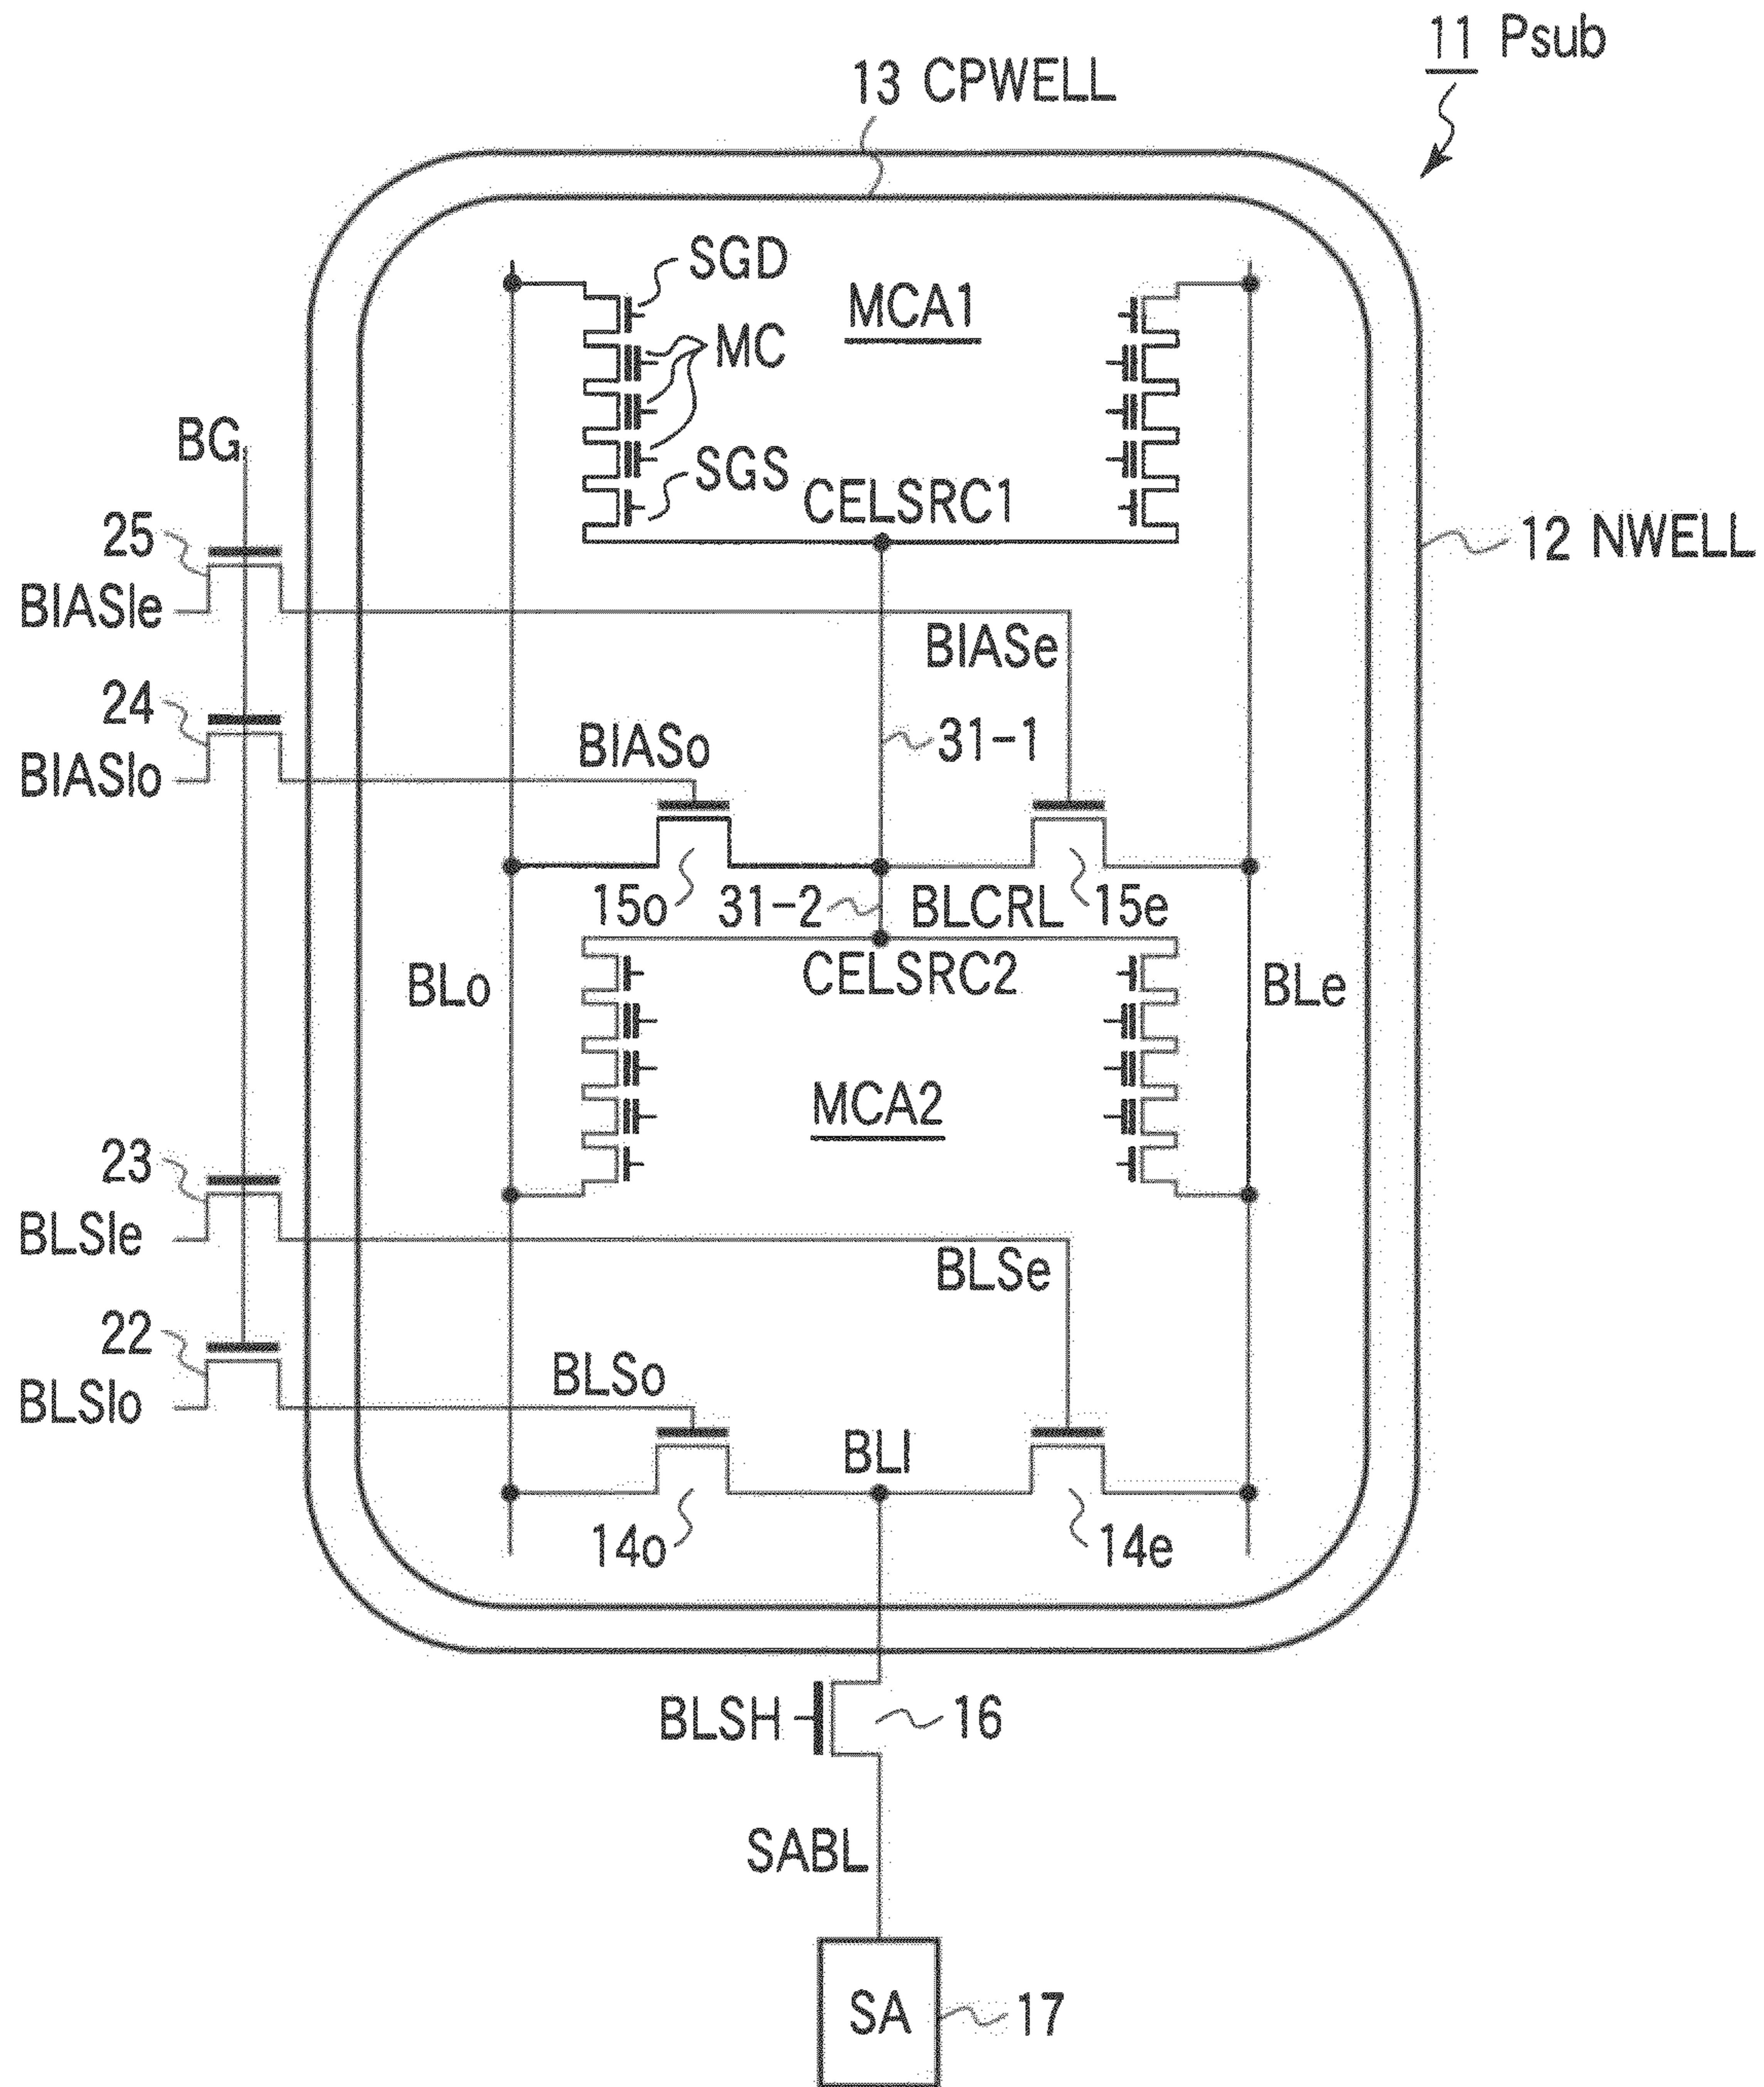 11 Psub
13 CPWELL
SGD
MCA1
MC
BG
SGS
CELSRC1
25
12 NWELL
BIASIe
BIASe
24
BIASo
31-1
BIASIo
15o
31-2
BLCRL
15e
BLo
CELSRC2
BLe
MCA2
23
BLSIe
BLSe
22
BLSo
BLSIo
BLI
14o
14e
BLSH
16
SABL
SA
17